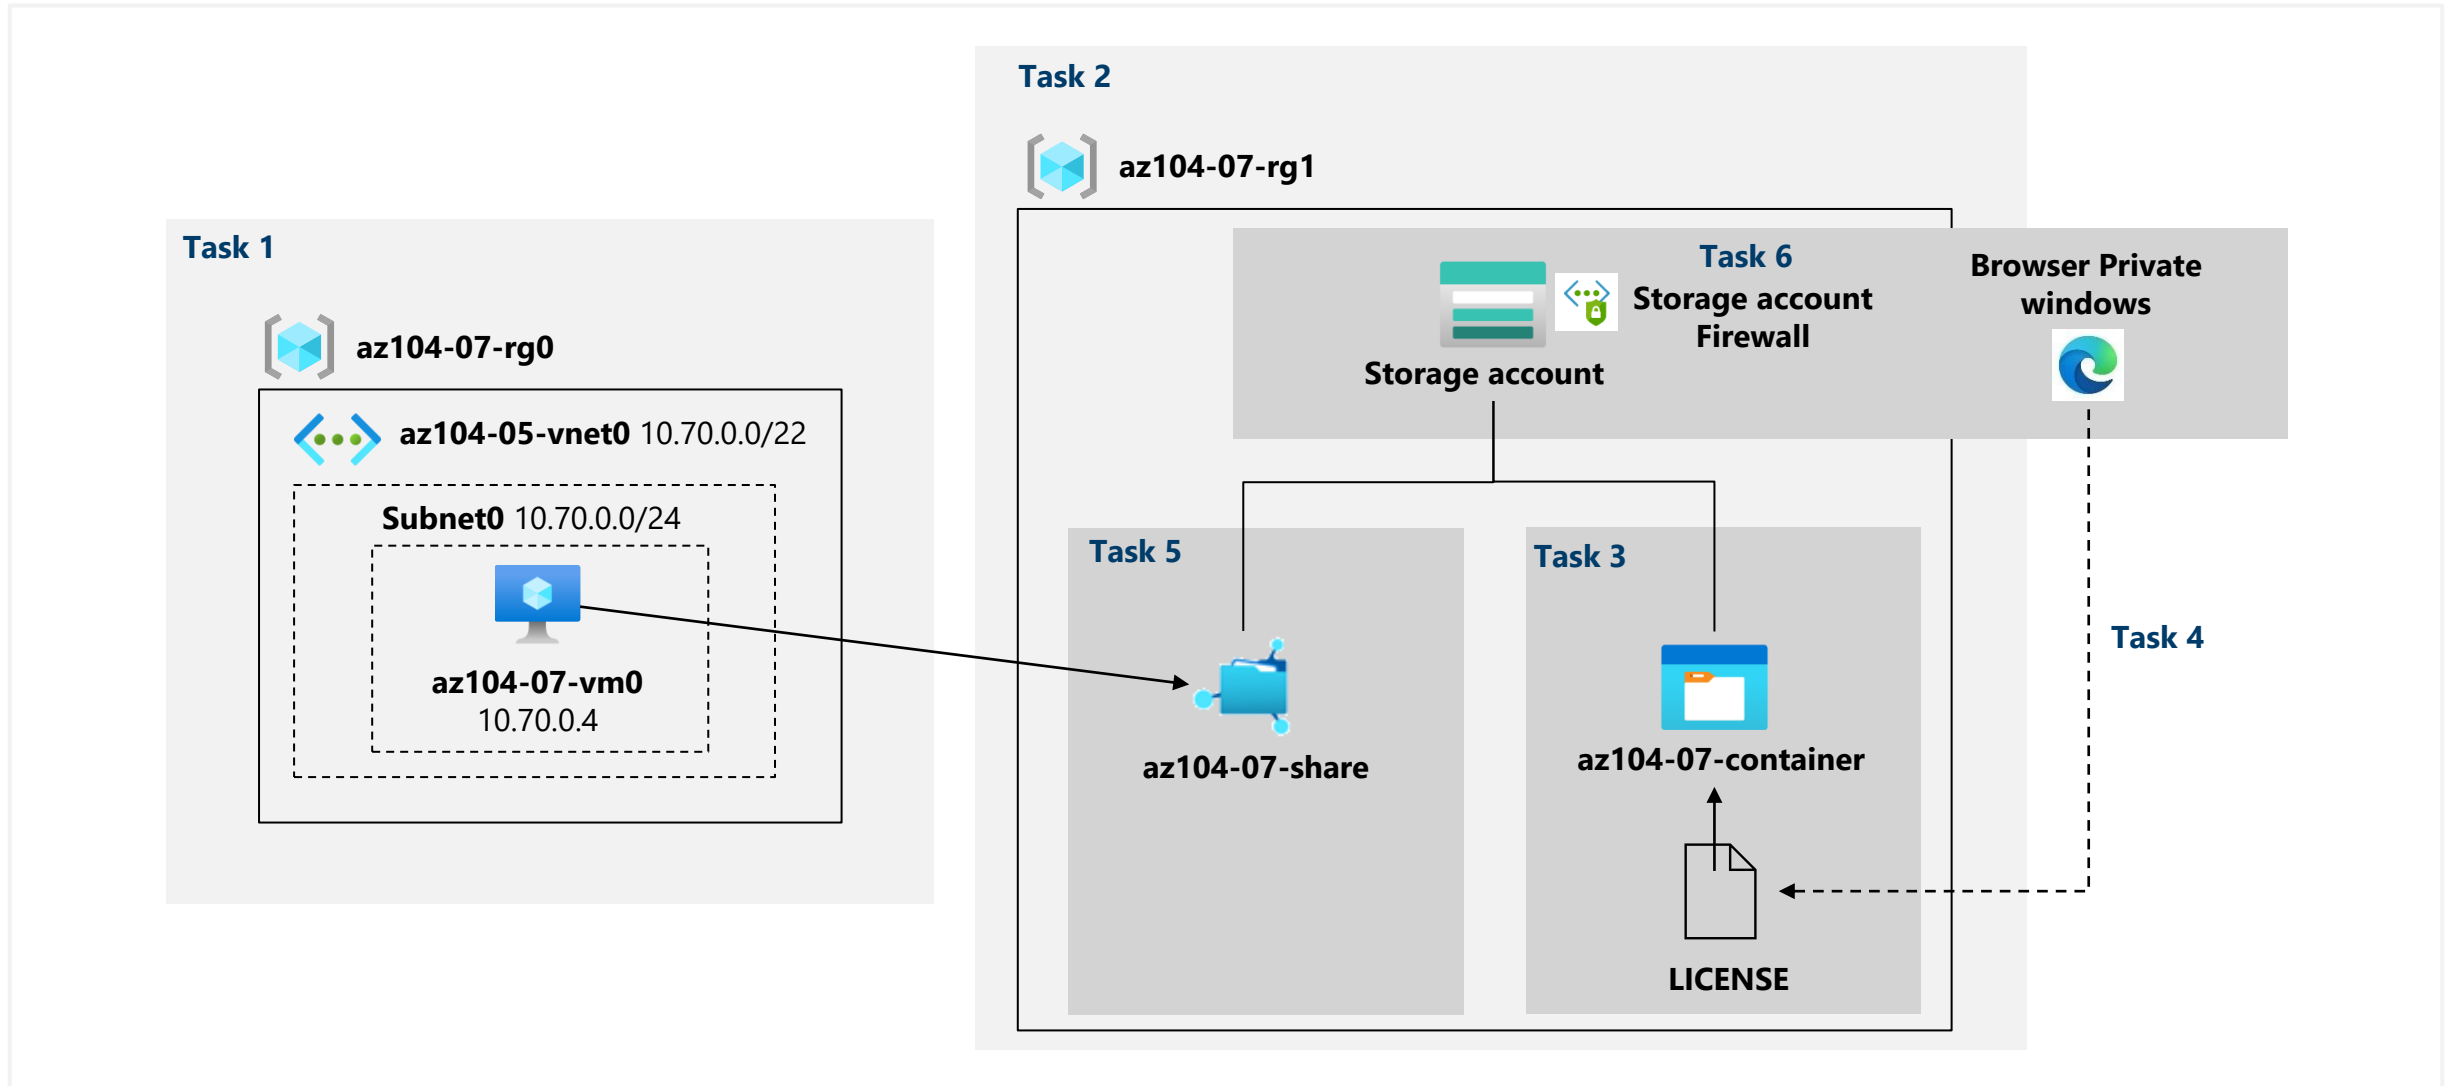 Task 1
az104-07-rg0
az104-05-vnet0 10.70.0.0/22
Subnet0 10.70.0.0/24
az104-07-vm0
10.70.0.4
Task 2
az104-07-rg1
Task 6
Storage account
Firewall
Storage account
Browser Private
windows
Task 5
az104-07-share
Task 3
az104-07-container
LICENSE
Task 4